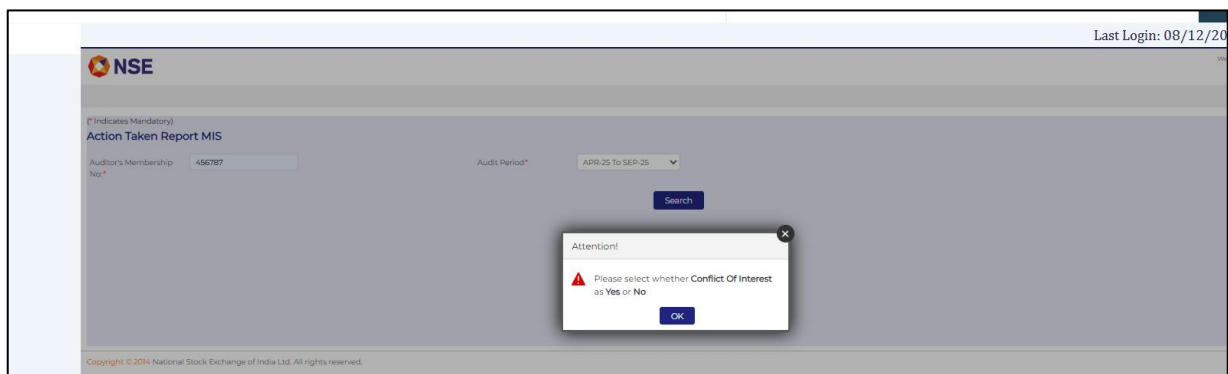 Last Login: 08/12/20
NSE
(* Indicates Mandatory)
Action Taken Report MIS
Auditor's Membership No:* 456787 Audit Period* APR-25 To SEP-25
Search
Attention!
Please select whether Conflict Of Interest
as Yes or No
OK
Copyright © 2014 National Stock Exchange of India Ltd. All rights reserved.